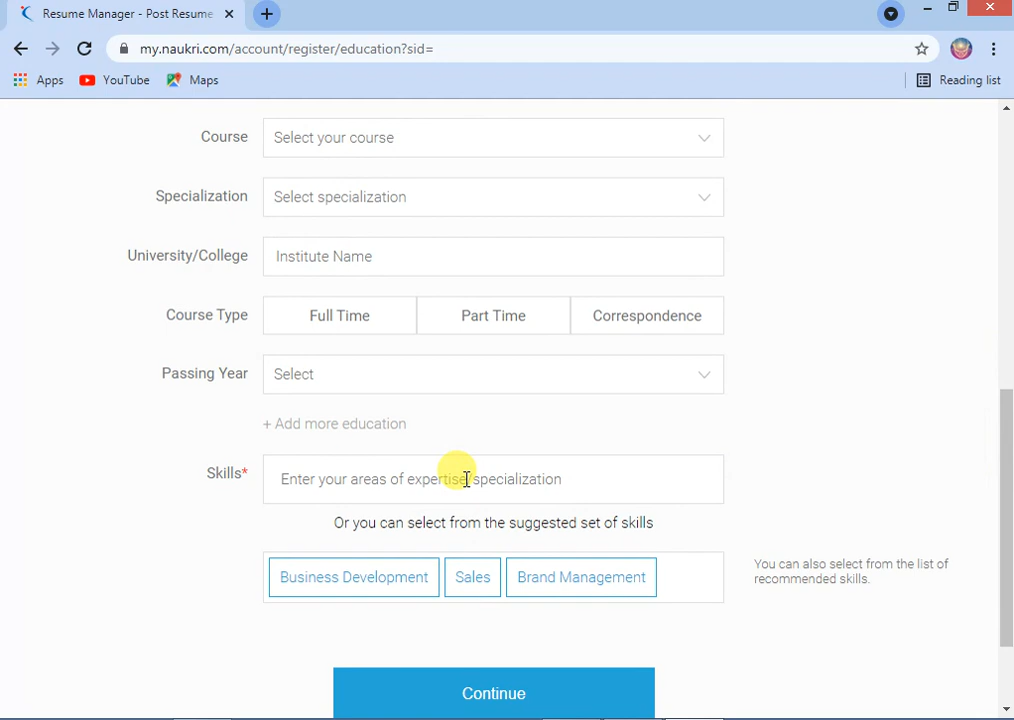 Resume Manager - Post Resume
my.naukri.com/account/register/education?sid=
Apps YouTube Maps Reading list
Course Select your course
Specialization Select specialization
University/College Institute Name
Course Type Full Time Part Time Correspondence
Passing Year Select
+ Add more education
Skills* Enter your areas of expertise/specialization
Or you can select from the suggested set of skills
Business Development Sales Brand Management
You can also select from the list of
recommended skills.
Continue